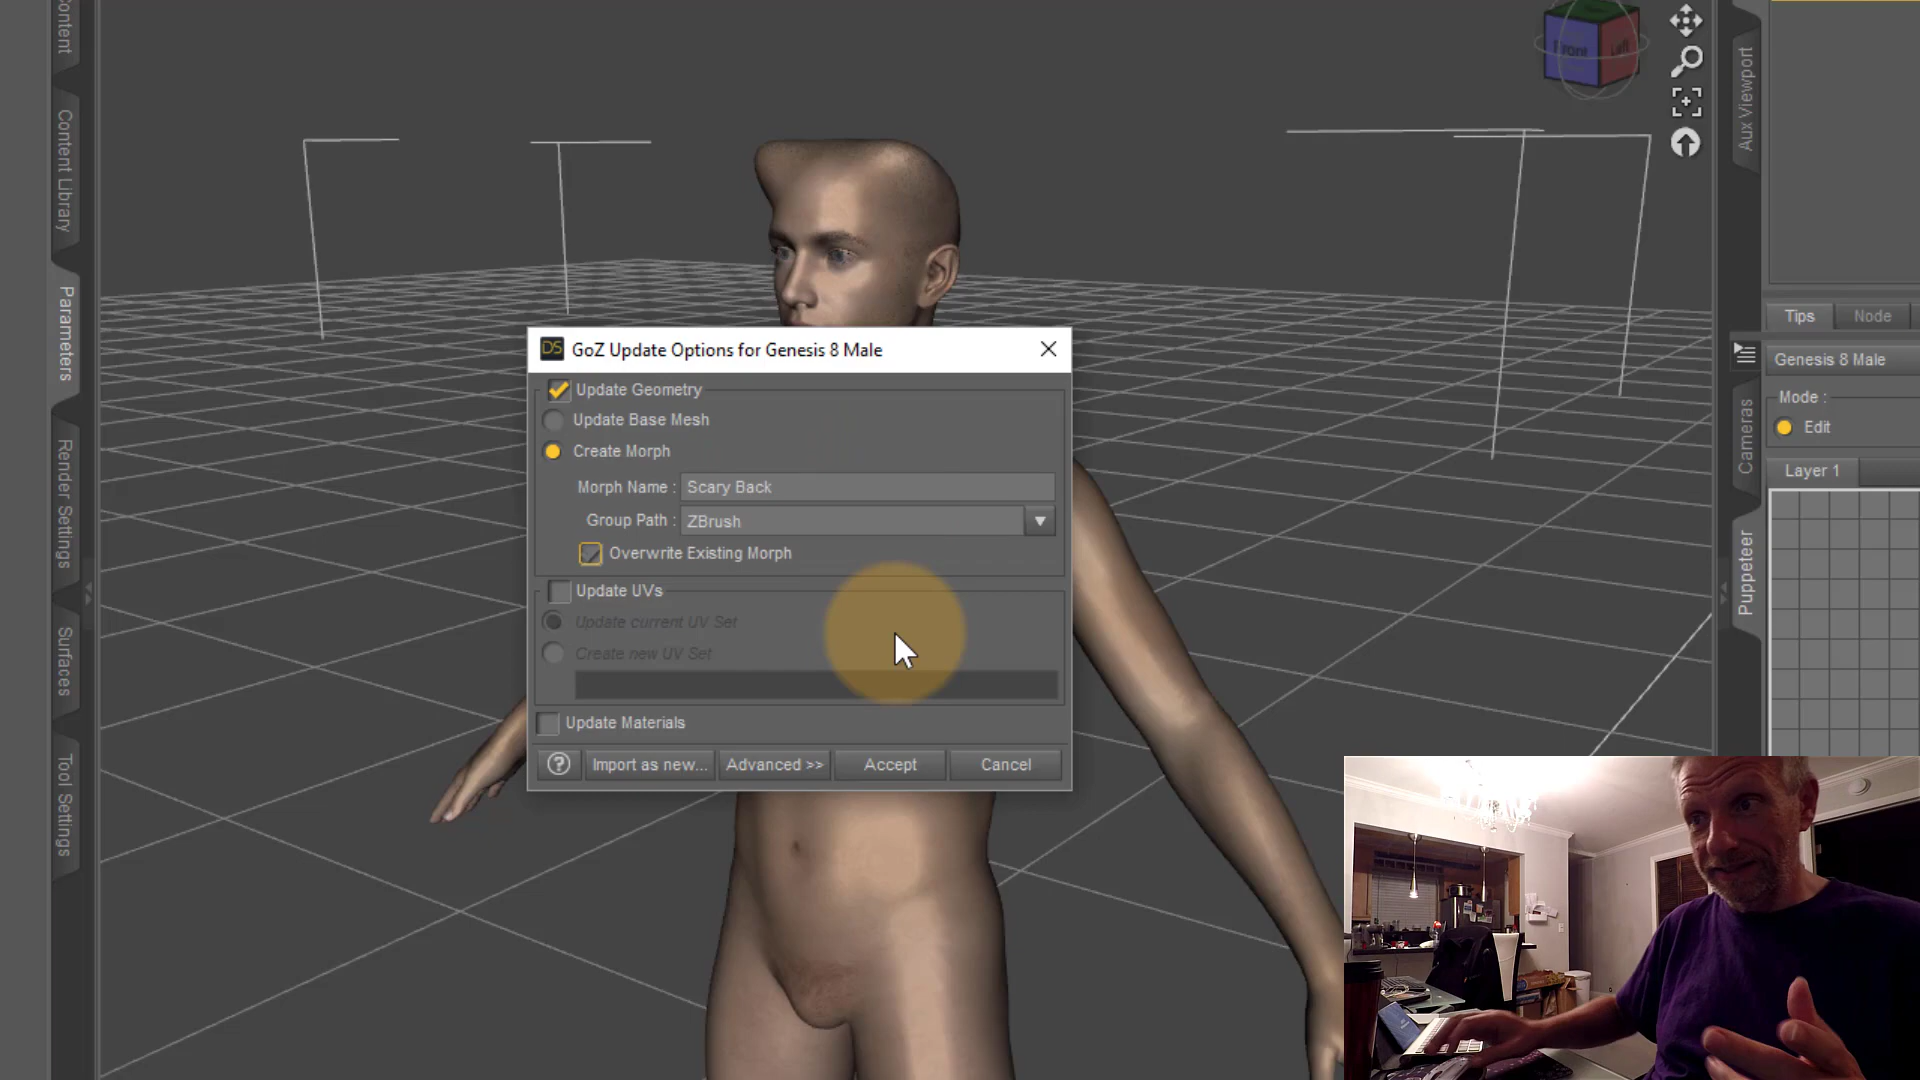 Content
Content Library
Parameters
Render Settings
Surfaces
Tool Settings
Front
Left
Aux Viewport
Cameras
Puppeteer
Tips
Node
Genesis 8 Male
Mode :
Edit
Layer 1
DS
GoZ Update Options for Genesis 8 Male
Update Geometry
Update Base Mesh
Create Morph
Morph Name : Scary Back
Group Path : ZBrush
Overwrite Existing Morph
Update UVs
Update current UV Set
Create new UV Set
Update Materials
? Import as new... Advanced >> Accept Cancel